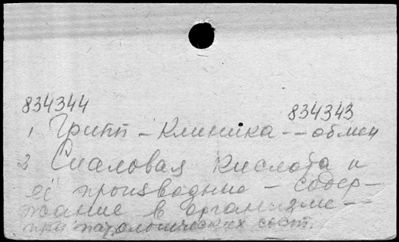 834344
834343
1 Грипп - Клиника -- обмен
2 Сиаловая кислота и
её производные - содер-
жание в организме --
при патологических сост.